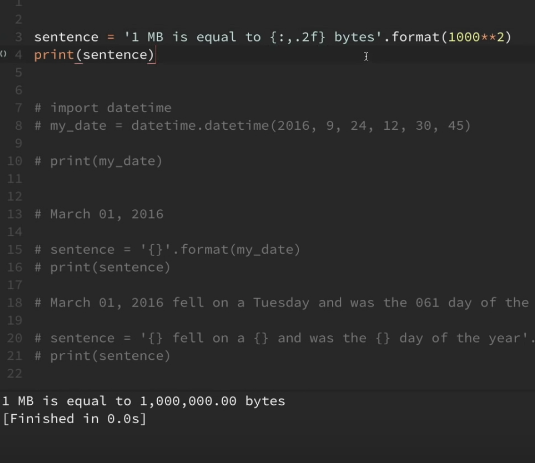 1
2
3 sentence = '1 MB is equal to {:,.2f} bytes'.format(1000**2)
() 4 print(sentence)
5
6
7 # import datetime
8 # my_date = datetime.datetime(2016, 9, 24, 12, 30, 45)
9
10 # print(my_date)
11
12
13 # March 01, 2016
14
15 # sentence = '{}'.format(my_date)
16 # print(sentence)
17
18 # March 01, 2016 fell on a Tuesday and was the 061 day of the
19
20 # sentence = '{} fell on a {} and was the {} day of the year'.
21 # print(sentence)
22
1 MB is equal to 1,000,000.00 bytes
[Finished in 0.0s]